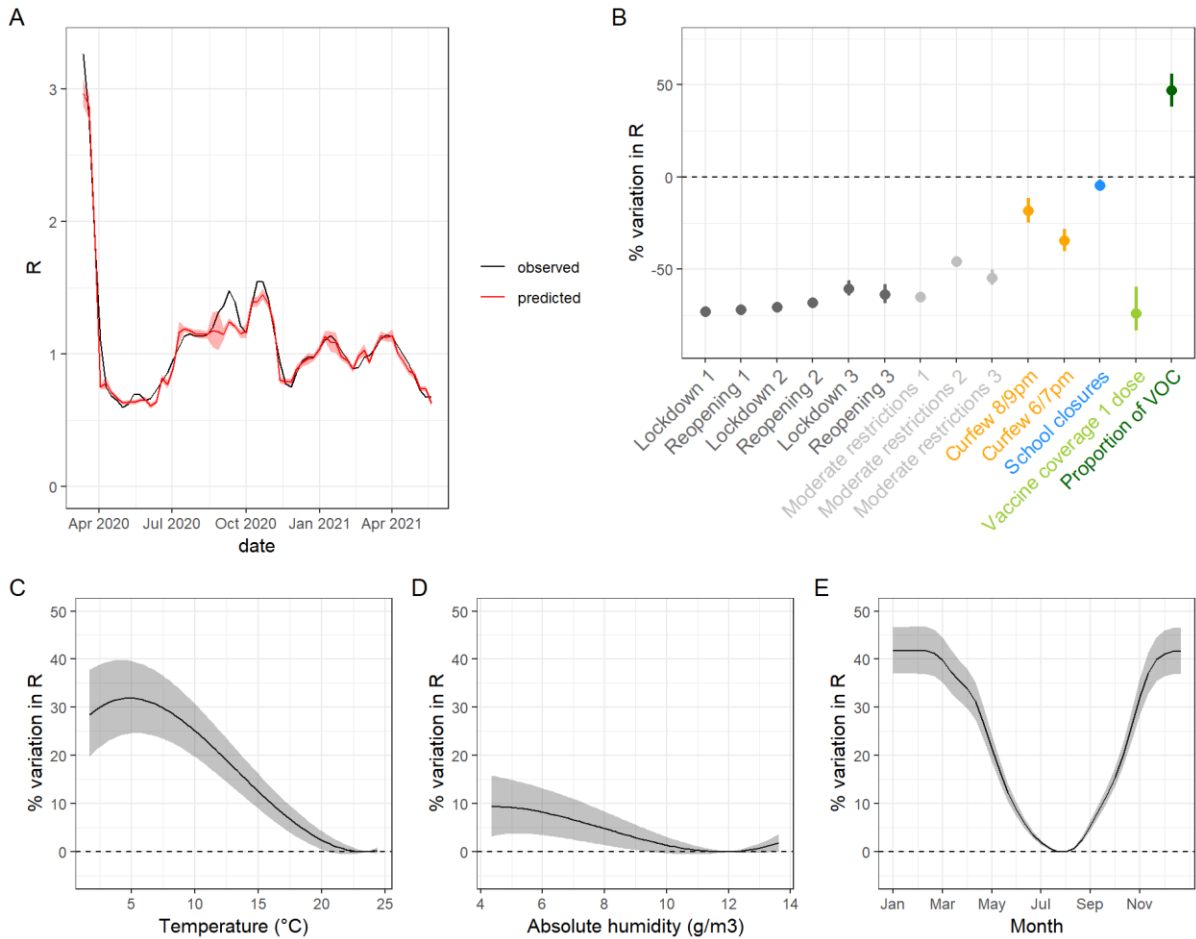 A
3
2
1
0
R
Apr 2020
Jul 2020
Oct 2020
Jan 2021
Apr 2021
date
observed
predicted
B
50
0
-50
% variation in R
Lockdown 1
Reopening 1
Lockdown 2
Reopening 2
Lockdown 3
Reopening 3
Moderate restrictions 1
Moderate restrictions 2
Moderate restrictions 3
Curfew 8/9pm
Curfew 6/7pm
School closures
Vaccine coverage 1 dose
Proportion of VOC
C
50
40
30
20
10
0
% variation in R
5
10
15
20
25
Temperature (°C)
D
50
40
30
20
10
0
% variation in R
4
6
8
10
12
14
Absolute humidity (g/m3)
E
50
40
30
20
10
0
% variation in R
Jan
Mar
May
Jul
Sep
Nov
Month